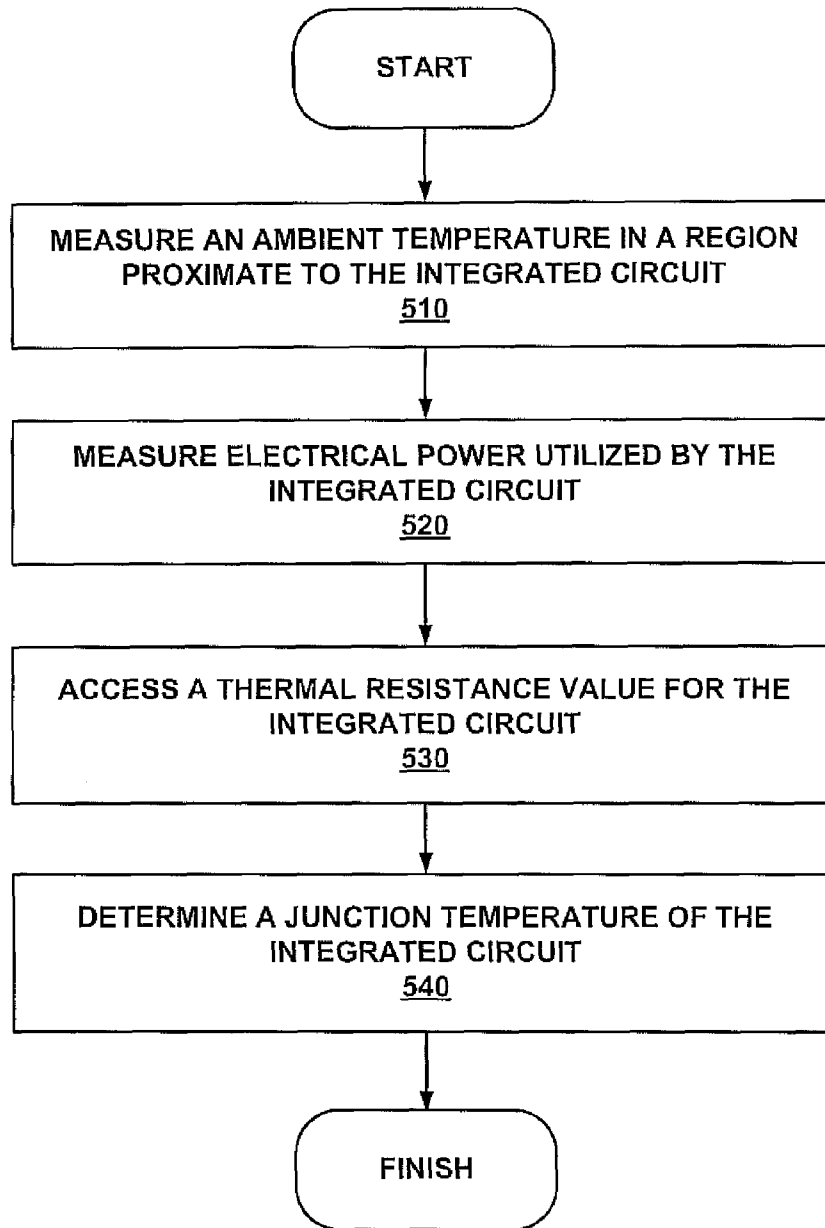 START
MEASURE AN AMBIENT TEMPERATURE IN A REGION
PROXIMATE TO THE INTEGRATED CIRCUIT
510
MEASURE ELECTRICAL POWER UTILIZED BY THE
INTEGRATED CIRCUIT
520
ACCESS A THERMAL RESISTANCE VALUE FOR THE
INTEGRATED CIRCUIT
530
DETERMINE A JUNCTION TEMPERATURE OF THE
INTEGRATED CIRCUIT
540
FINISH